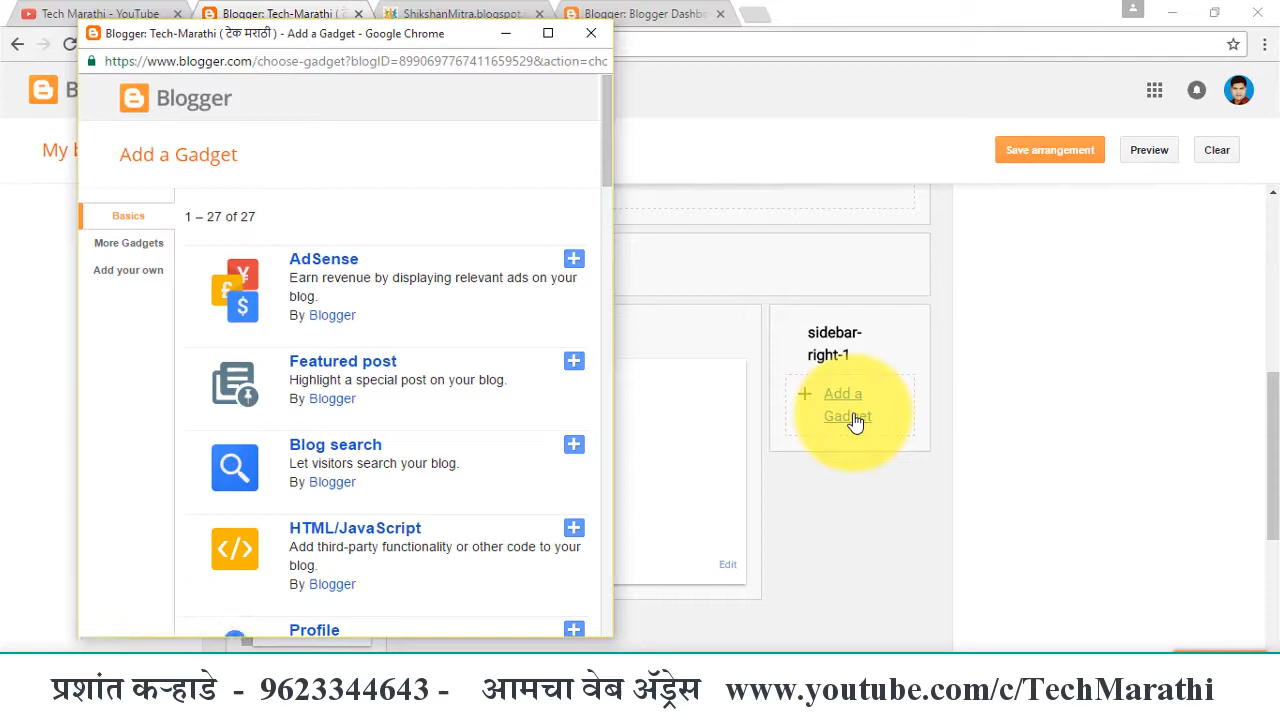 Tech Marathi - YouTube
Blogger: Tech-Marathi ( टे
ShikshanMitra.blogspot.
Blogger: Blogger Dashb
Blogger: Tech-Marathi ( टेक मराठी ) - Add a Gadget - Google Chrome
https://www.blogger.com/choose-gadget?blogID=8990697767411659529&action=chc
B
Blogger
My b
Add a Gadget
Save arrangement
Preview
Clear
Basics
More Gadgets
Add your own
1 – 27 of 27
AdSense
Earn revenue by displaying relevant ads on your
blog.
By Blogger
Featured post
Highlight a special post on your blog.
By Blogger
Blog search
Let visitors search your blog.
By Blogger
HTML/JavaScript
Add third-party functionality or other code to your
blog.
By Blogger
Profile
sidebar-
right-1
Add a
Gadget
Edit
प्रशांत कऱ्हाडे - 9623344643 - आमचा वेब ॲड्रेस www.youtube.com/c/TechMarathi